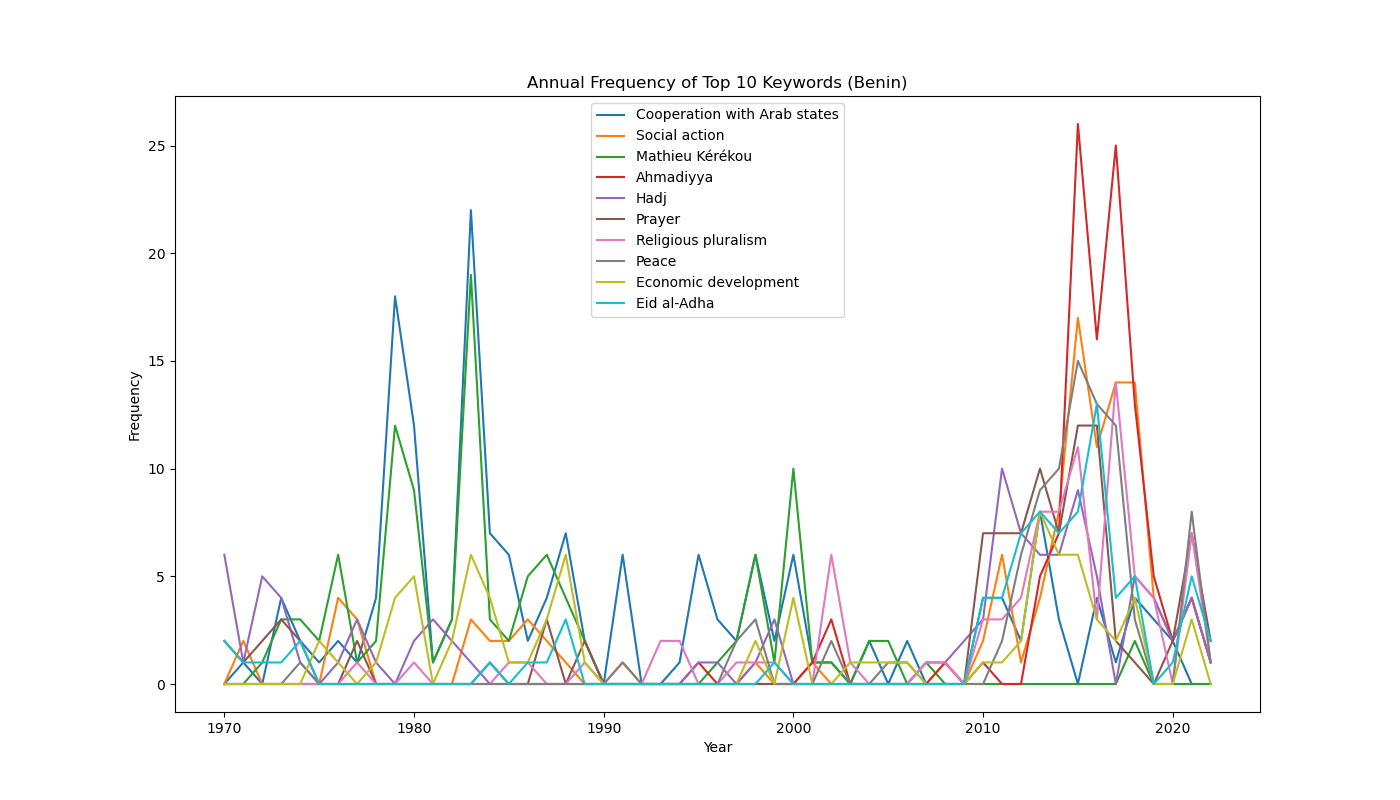 Annual Frequency of Top 10 Keywords (Benin)
Cooperation with Arab states
Social action
Mathieu Kérékou
Ahmadiyya
Hadj
Prayer
Religious pluralism
Peace
Economic development
Eid al-Adha
Frequency
25
20
15
10
5
0
1970 1980 1990 2000 2010 2020
Year